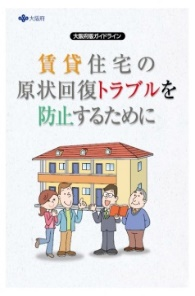 大阪府
大阪府版ガイドライン
賃貸住宅の
原状回復トラブルを
防止するために